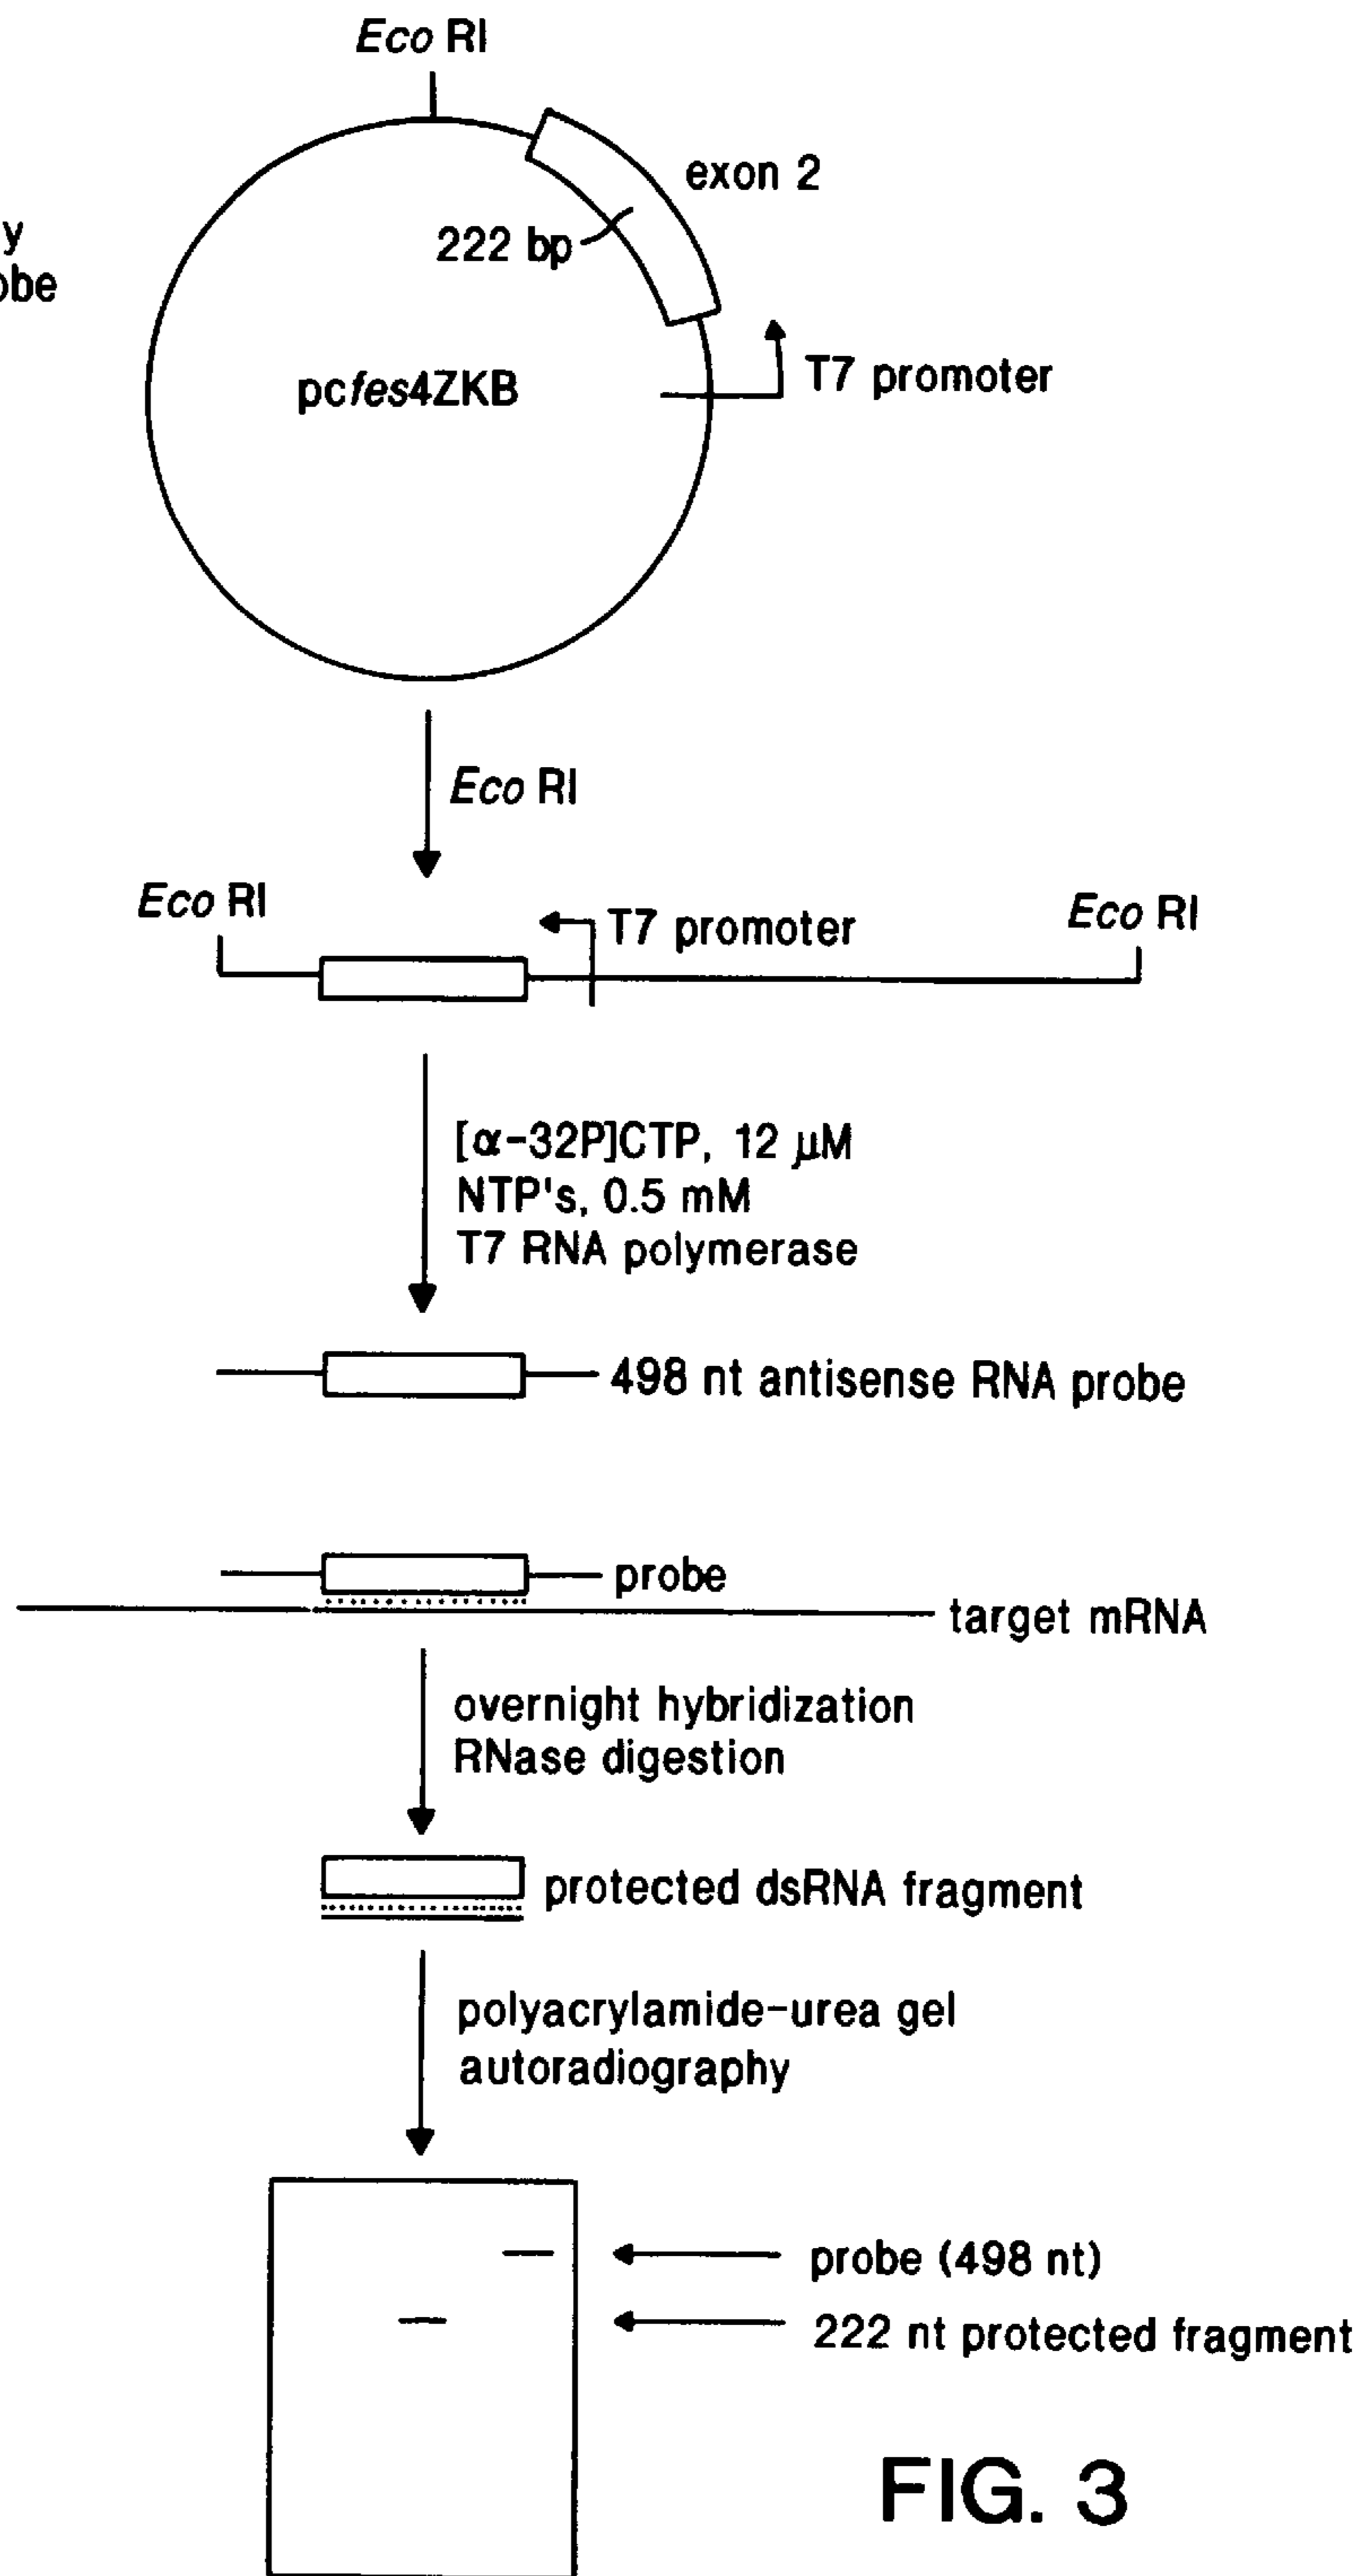 Eco RI
exon 2
222 bp
pcfes4ZKB
T7 promoter
Eco RI
Eco RI
T7 promoter
Eco RI
[α-32P]CTP, 12 μM
NTP's, 0.5 mM
T7 RNA polymerase
498 nt antisense RNA probe
probe
target mRNA
overnight hybridization
RNase digestion
protected dsRNA fragment
polyacrylamide-urea gel
autoradiography
probe (498 nt)
222 nt protected fragment
FIG. 3